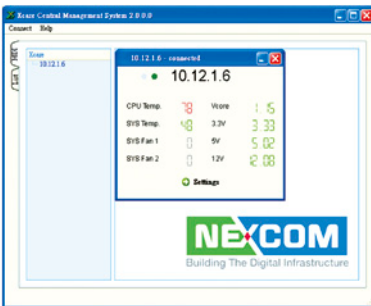 Xcare Central Management System 2.0.0.0
Connect Help
Xcare
10.12.1.6
10.12.1.6 - connected
10.12.1.6
CPU Temp. 78 Vcore 1.15
SYS Temp. 48 3.3V 3.33
SYS Fan 1 0 5V 5.02
SYS Fan 2 0 12V 12.08
Settings
NEXCOM
Building The Digital Infrastructure